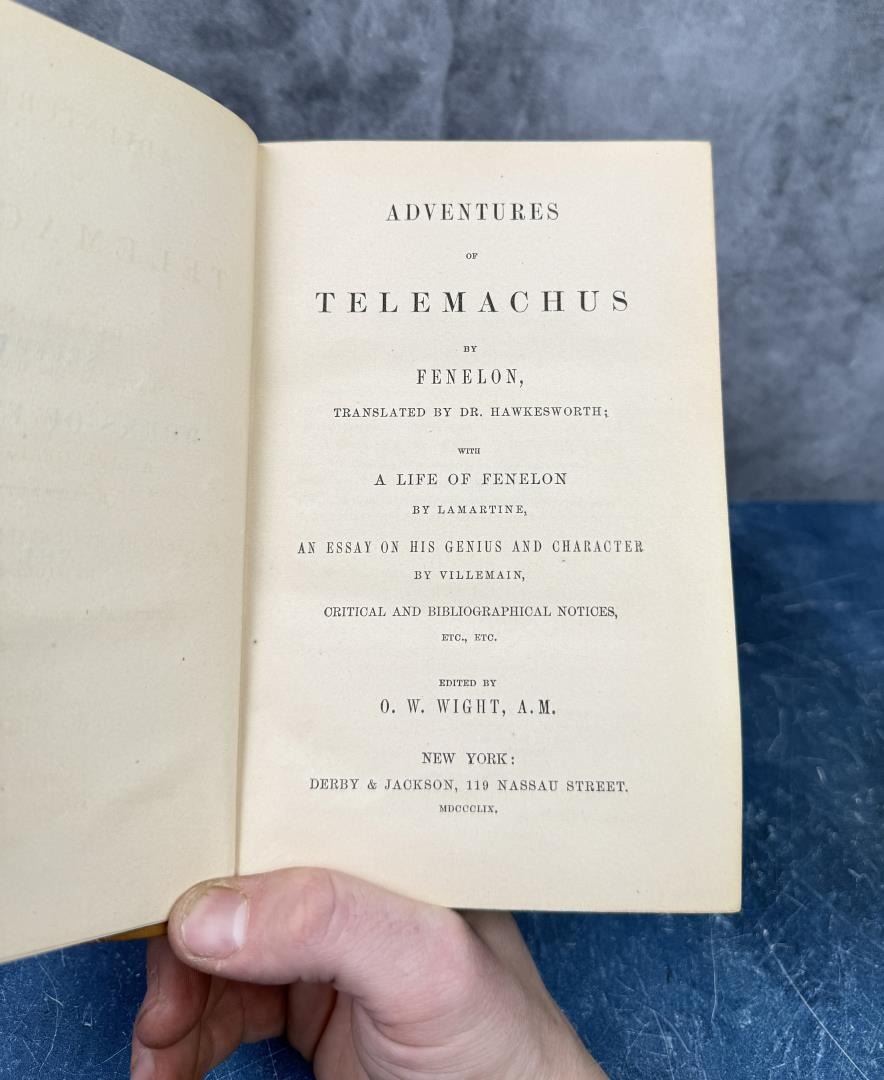 ADVENTURES
OF
TELEMACHUS
BY
FENELON,
TRANSLATED BY DR. HAWKESWORTH;
WITH
A LIFE OF FENELON
BY LAMARTINE,
AN ESSAY ON HIS GENIUS AND CHARACTER
BY VILLEMAIN,
CRITICAL AND BIBLIOGRAPHICAL NOTICES,
ETC., ETC.
EDITED BY
O. W. WIGHT, A.M.
NEW YORK:
DERBY & JACKSON, 119 NASSAU STREET.
MDCCCLIX.